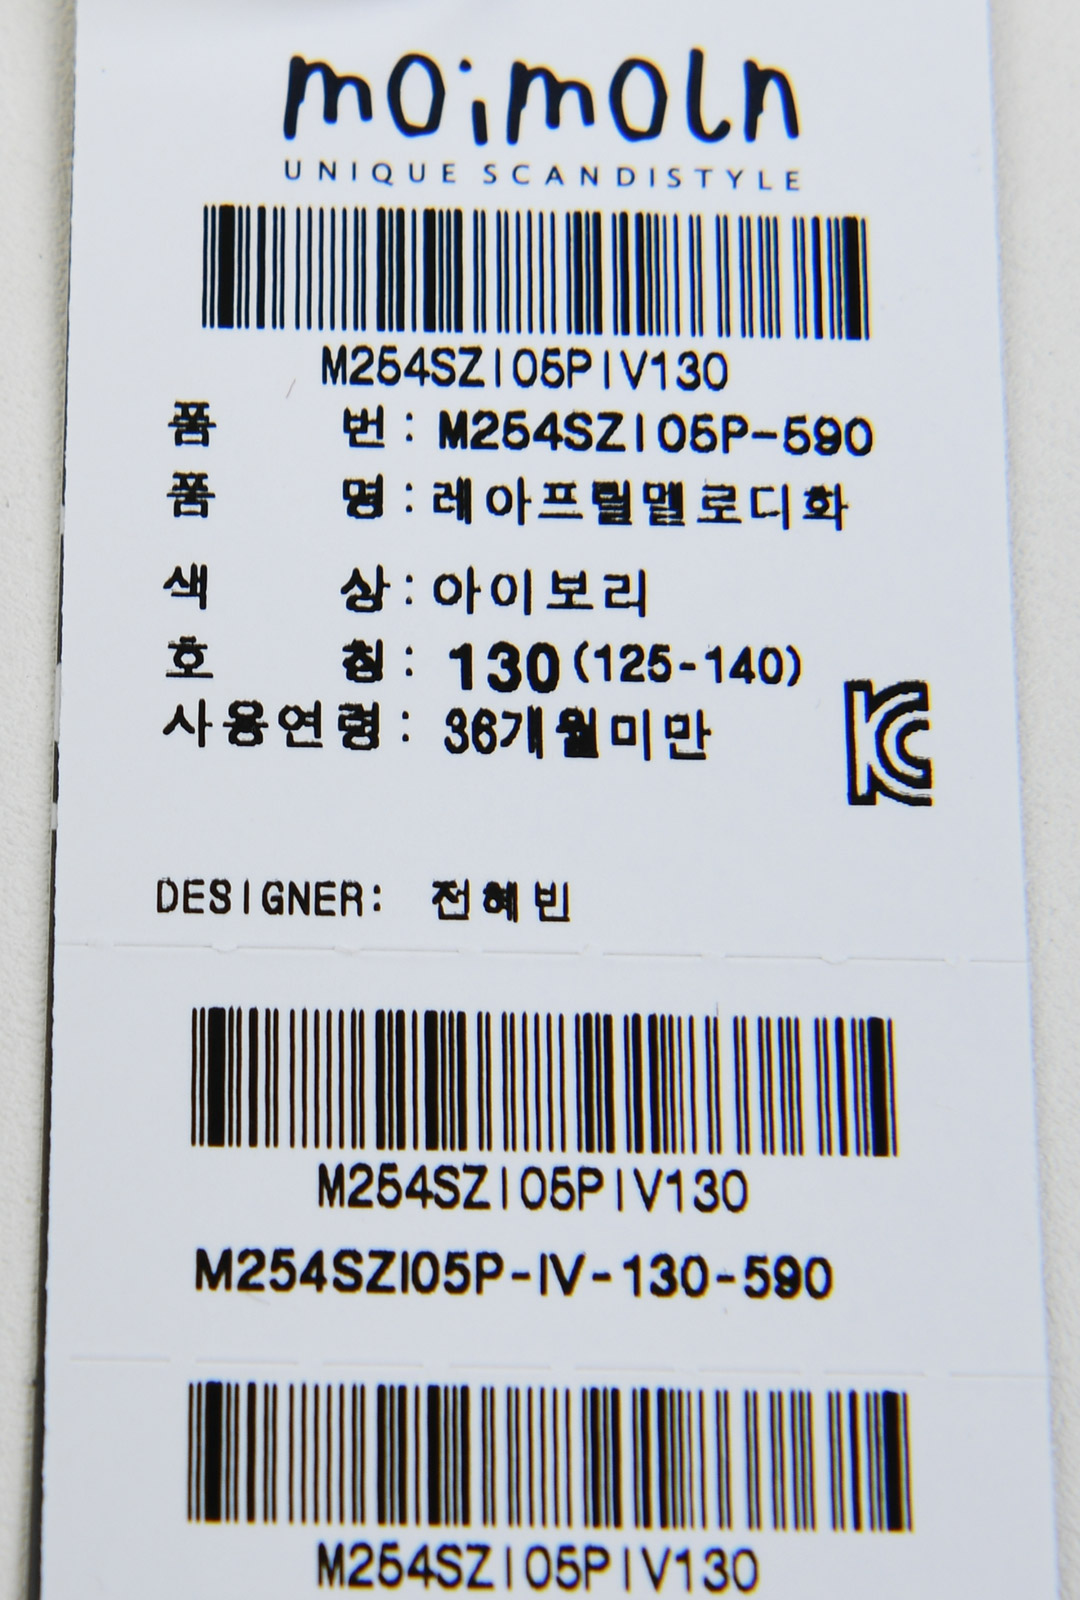 moimoln
UNIQUE SCANDISTYLE
M254SZI05PIV130
품 번 : M254SZI05P-590
품 명 : 레아프릴멜로디화
색 상 : 아이보리
호 칭 : 130(125-140)
사용연령 : 36개월미만
KC
DESIGNER: 전혜빈
M254SZI05PIV130
M254SZI05P-IV-130-590
M254SZI05PIV130